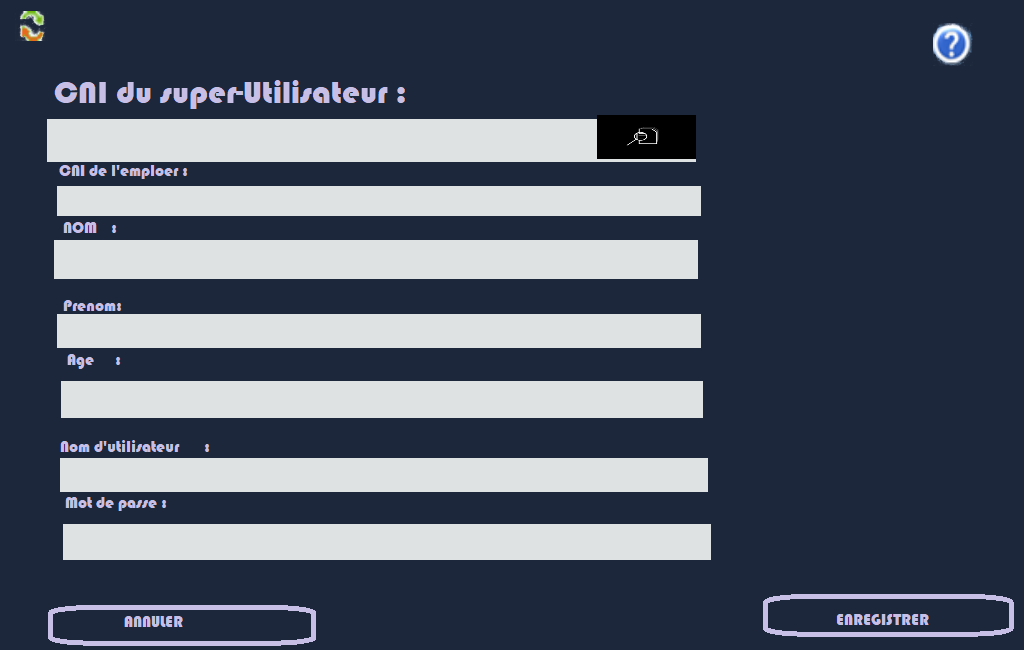 ?
CNI du super-Utilisateur :
CNI de l'emploer :
NOM :
Prenom:
Age :
Nom d'utilisateur :
Mot de passe :
ANNULER
ENREGISTRER